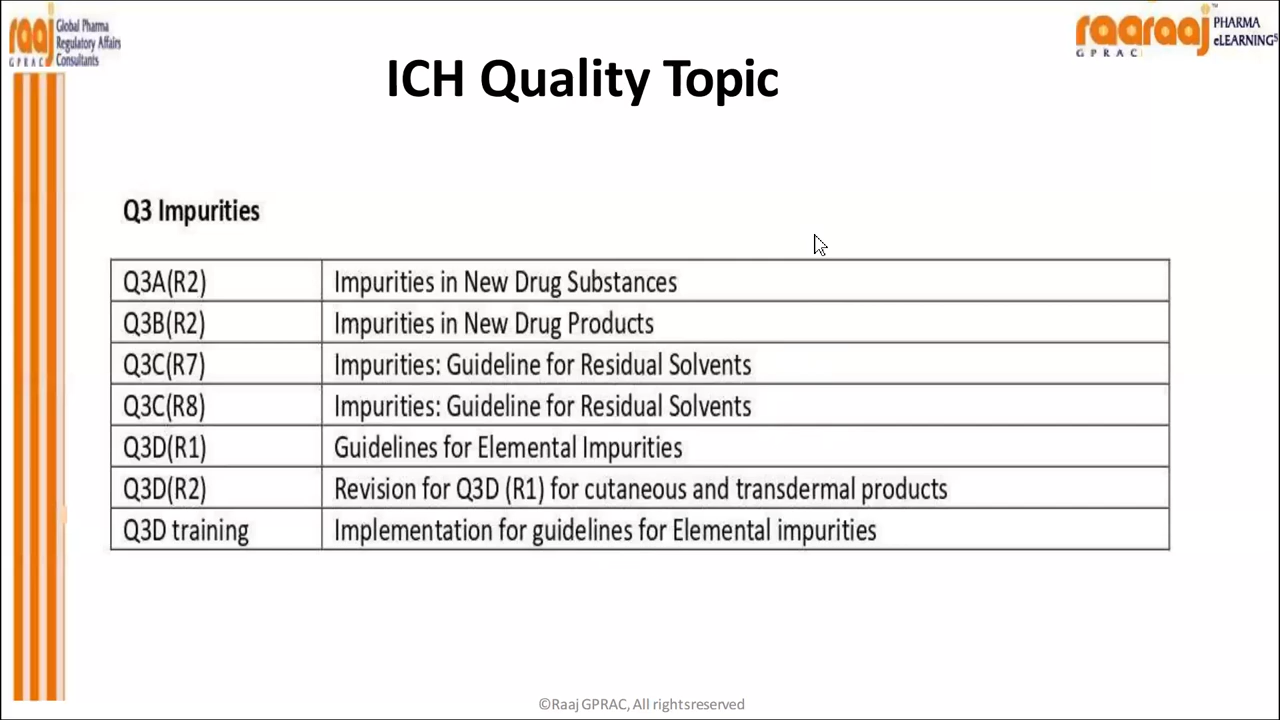 raaj
GPRAC
Global Pharma
Regulatory Affairs
Consultants
raaraaj
GPRAC
PHARMA
eLEARNINGS
ICH Quality Topic
Q3 Impurities
Q3A(R2) Impurities in New Drug Substances
Q3B(R2) Impurities in New Drug Products
Q3C(R7) Impurities: Guideline for Residual Solvents
Q3C(R8) Impurities: Guideline for Residual Solvents
Q3D(R1) Guidelines for Elemental Impurities
Q3D(R2) Revision for Q3D (R1) for cutaneous and transdermal products
Q3D training Implementation for guidelines for Elemental impurities
©Raaj GPRAC, All rightsreserved